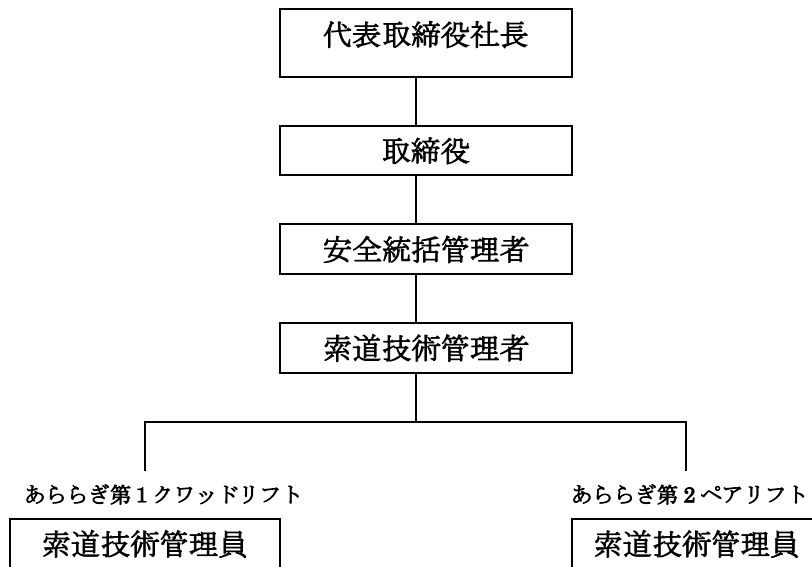 代表取締役社長
取締役
安全統括管理者
索道技術管理者
あららぎ第1クワッドリフト
あららぎ第2ペアリフト
索道技術管理員
索道技術管理員